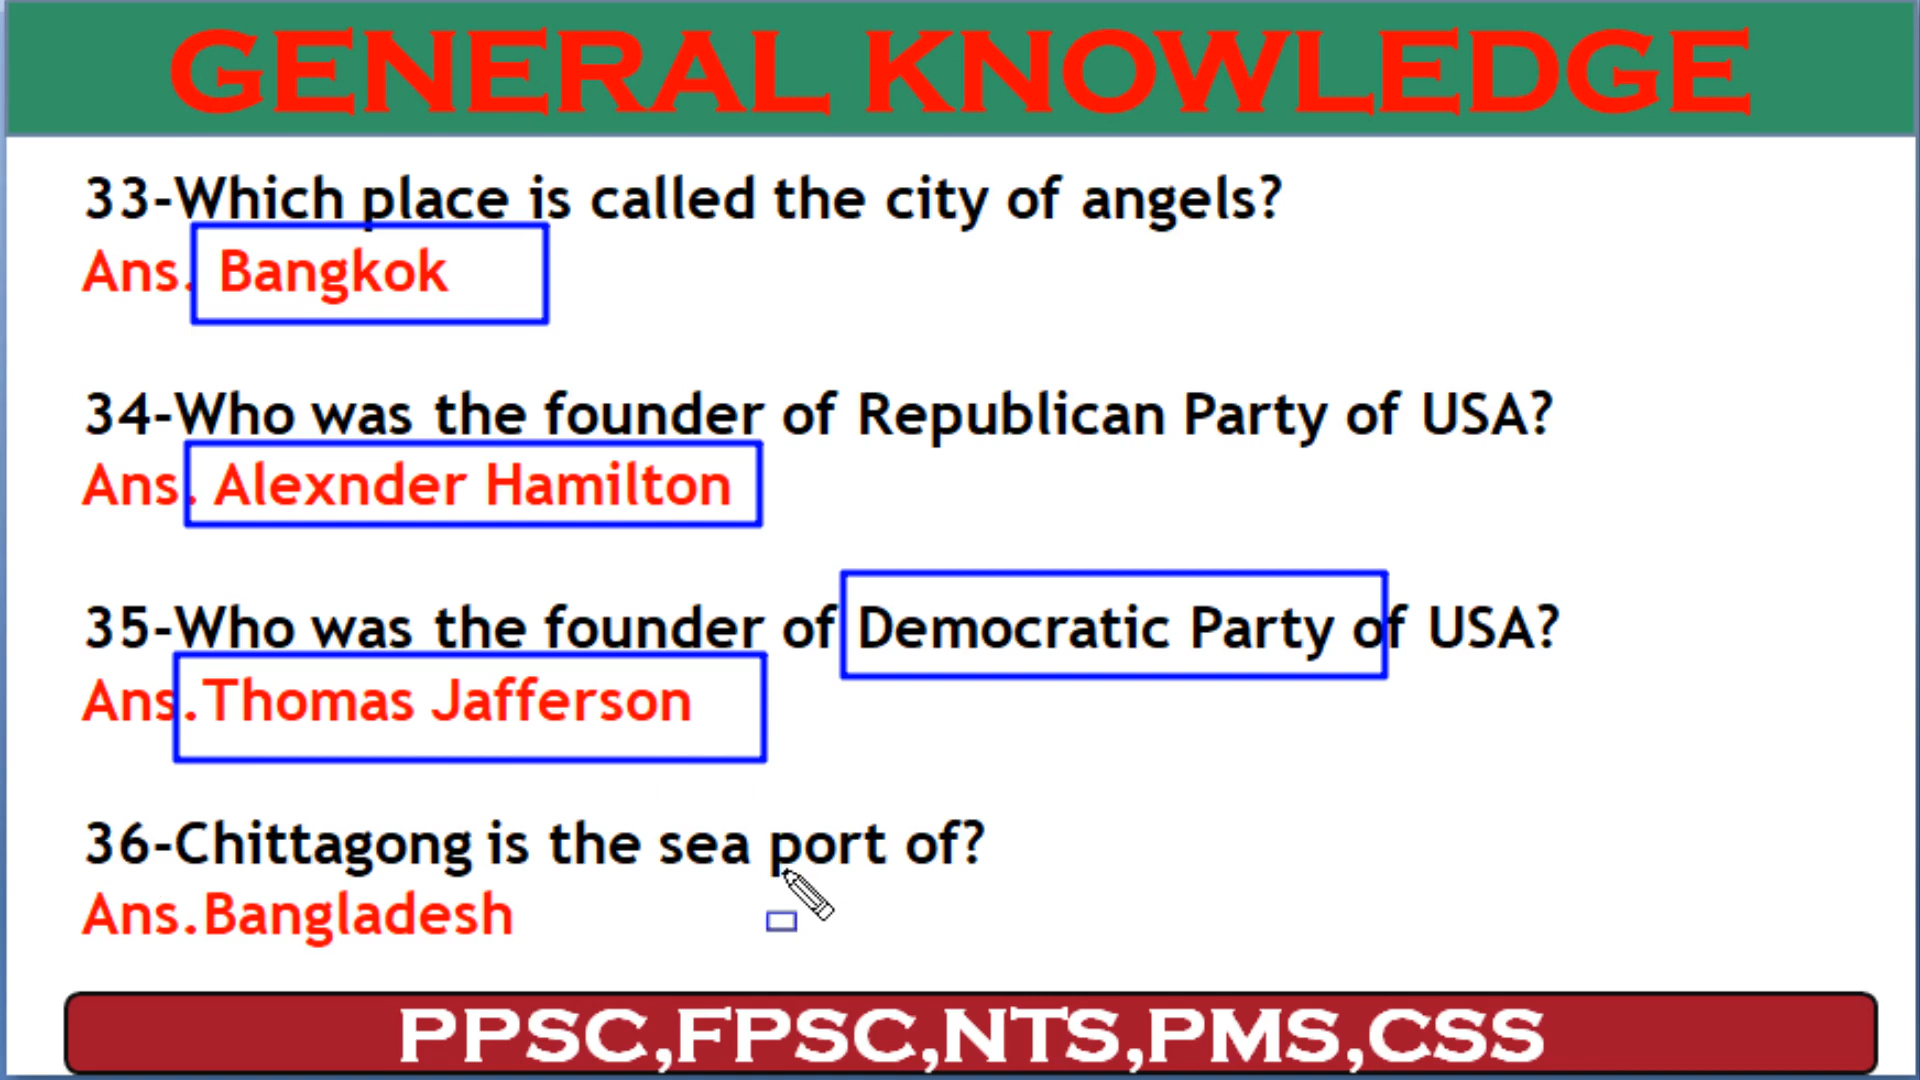 GENERAL KNOWLEDGE
33-Which place is called the city of angels?
Ans. Bangkok
34-Who was the founder of Republican Party of USA?
Ans. Alexnder Hamilton
35-Who was the founder of Democratic Party of USA?
Ans.Thomas Jafferson
36-Chittagong is the sea port of?
Ans.Bangladesh
PPSC,FPSC,NTS,PMS,CSS